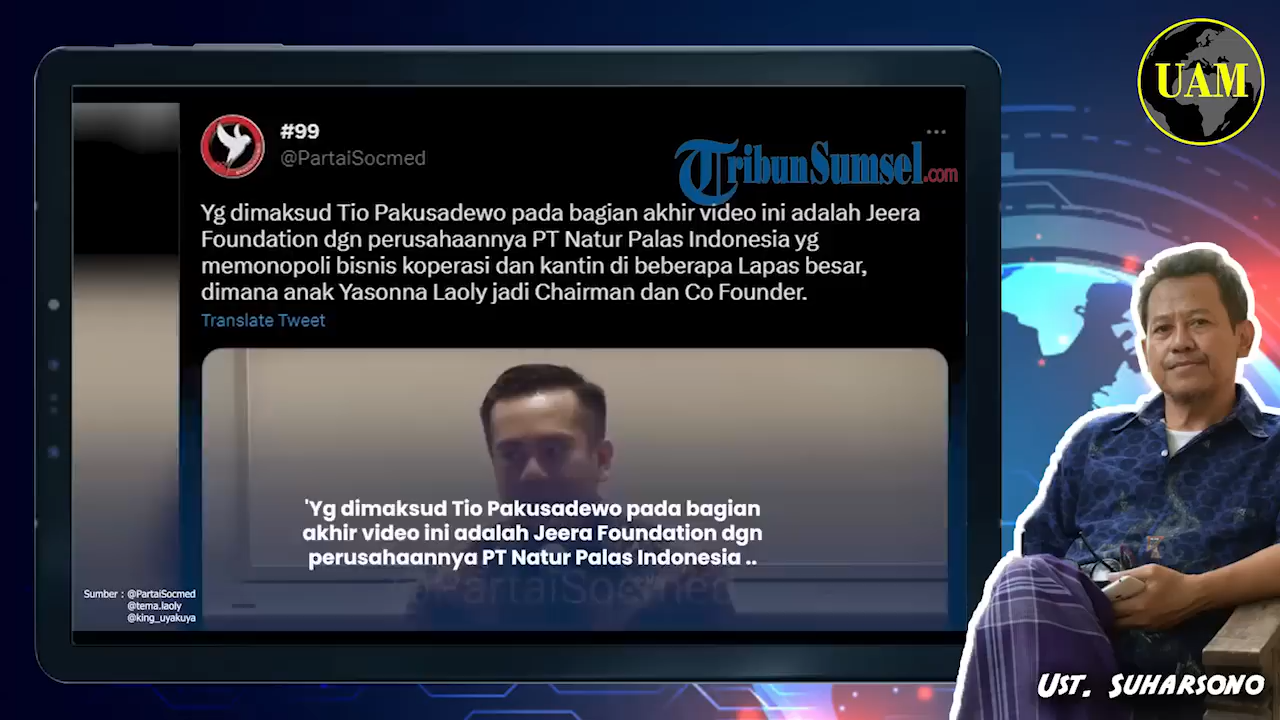 UAM
#99
@PartaiSocmed
TribunSumsel.com
Yg dimaksud Tio Pakusadewo pada bagian akhir video ini adalah Jeera
Foundation dgn perusahaannya PT Natur Palas Indonesia yg
memonopoli bisnis koperasi dan kantin di beberapa Lapas besar,
dimana anak Yasonna Laoly jadi Chairman dan Co Founder.
Translate Tweet
'Yg dimaksud Tio Pakusadewo pada bagian
akhir video ini adalah Jeera Foundation dgn
perusahaannya PT Natur Palas Indonesia ..
@PartaiSocmed
Sumber : @PartaiSocmed
@tema.laoly
@king_uyakuya
UST. SUHARSONO